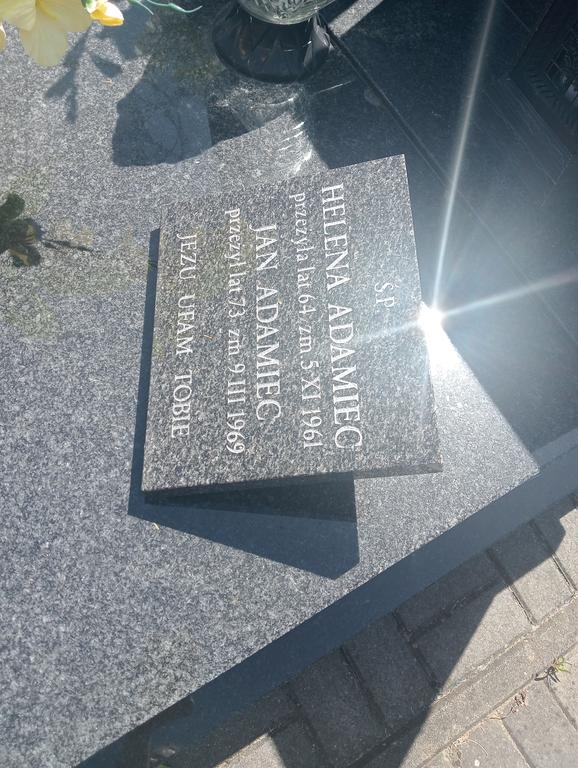 ŚP
HELENA ADAMIEC
przeżyła lat 64 zm 5 XI 1961
JAN ADAMIEC
przeżył lat 73 zm 9 III 1969
JEZU UFAM TOBIE